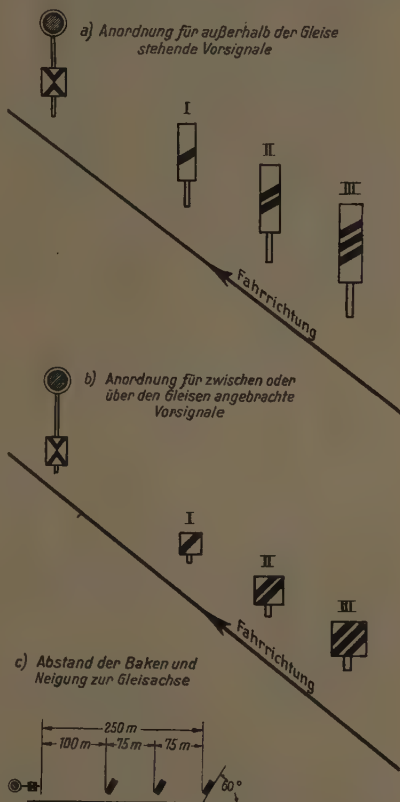 a) Anordnung für außerhalb der Gleise
stehende Vorsignale
I
II
III
Fahrrichtung
b) Anordnung für zwischen oder
über den Gleisen angebrachte
Vorsignale
I
II
III
Fahrrichtung
c) Abstand der Baken und
Neigung zur Gleisachse
250 m
100 m
75 m
75 m
60°